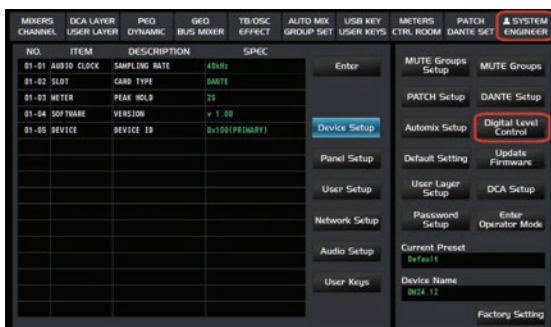 MIXERS DCA LAYER PEQ GEQ TB/OSC AUTO MIX USB KEY METERS PATCH SYSTEM
CHANNEL USER LAYER DYNAMIC BUS MIXER EFFECT GROUP SET USER KEYS CTRL ROOM DANTE SET ENGINEER
NO. ITEM DESCRIPTION SPEC
01-01 AUDIO CLOCK SAMPLING RATE 48kHz
01-02 SLOT CARD TYPE DANTE
01-03 METER PEAK HOLD 2S
01-04 SOFTWARE VERSION v 1.00
01-05 DEVICE DEVICE ID 0x100(PRIMARY)
Enter
Device Setup
Panel Setup
User Setup
Network Setup
Audio Setup
User Keys
MUTE Groups
Setup
MUTE Groups
PATCH Setup
DANTE Setup
Automix Setup
Digital Level
Control
Default Setting
Update
Firmware
User Layer
Setup
DCA Setup
Password
Setup
Enter
Operator Mode
Current Preset
Default
Device Name
DM24.12
Factory Setting